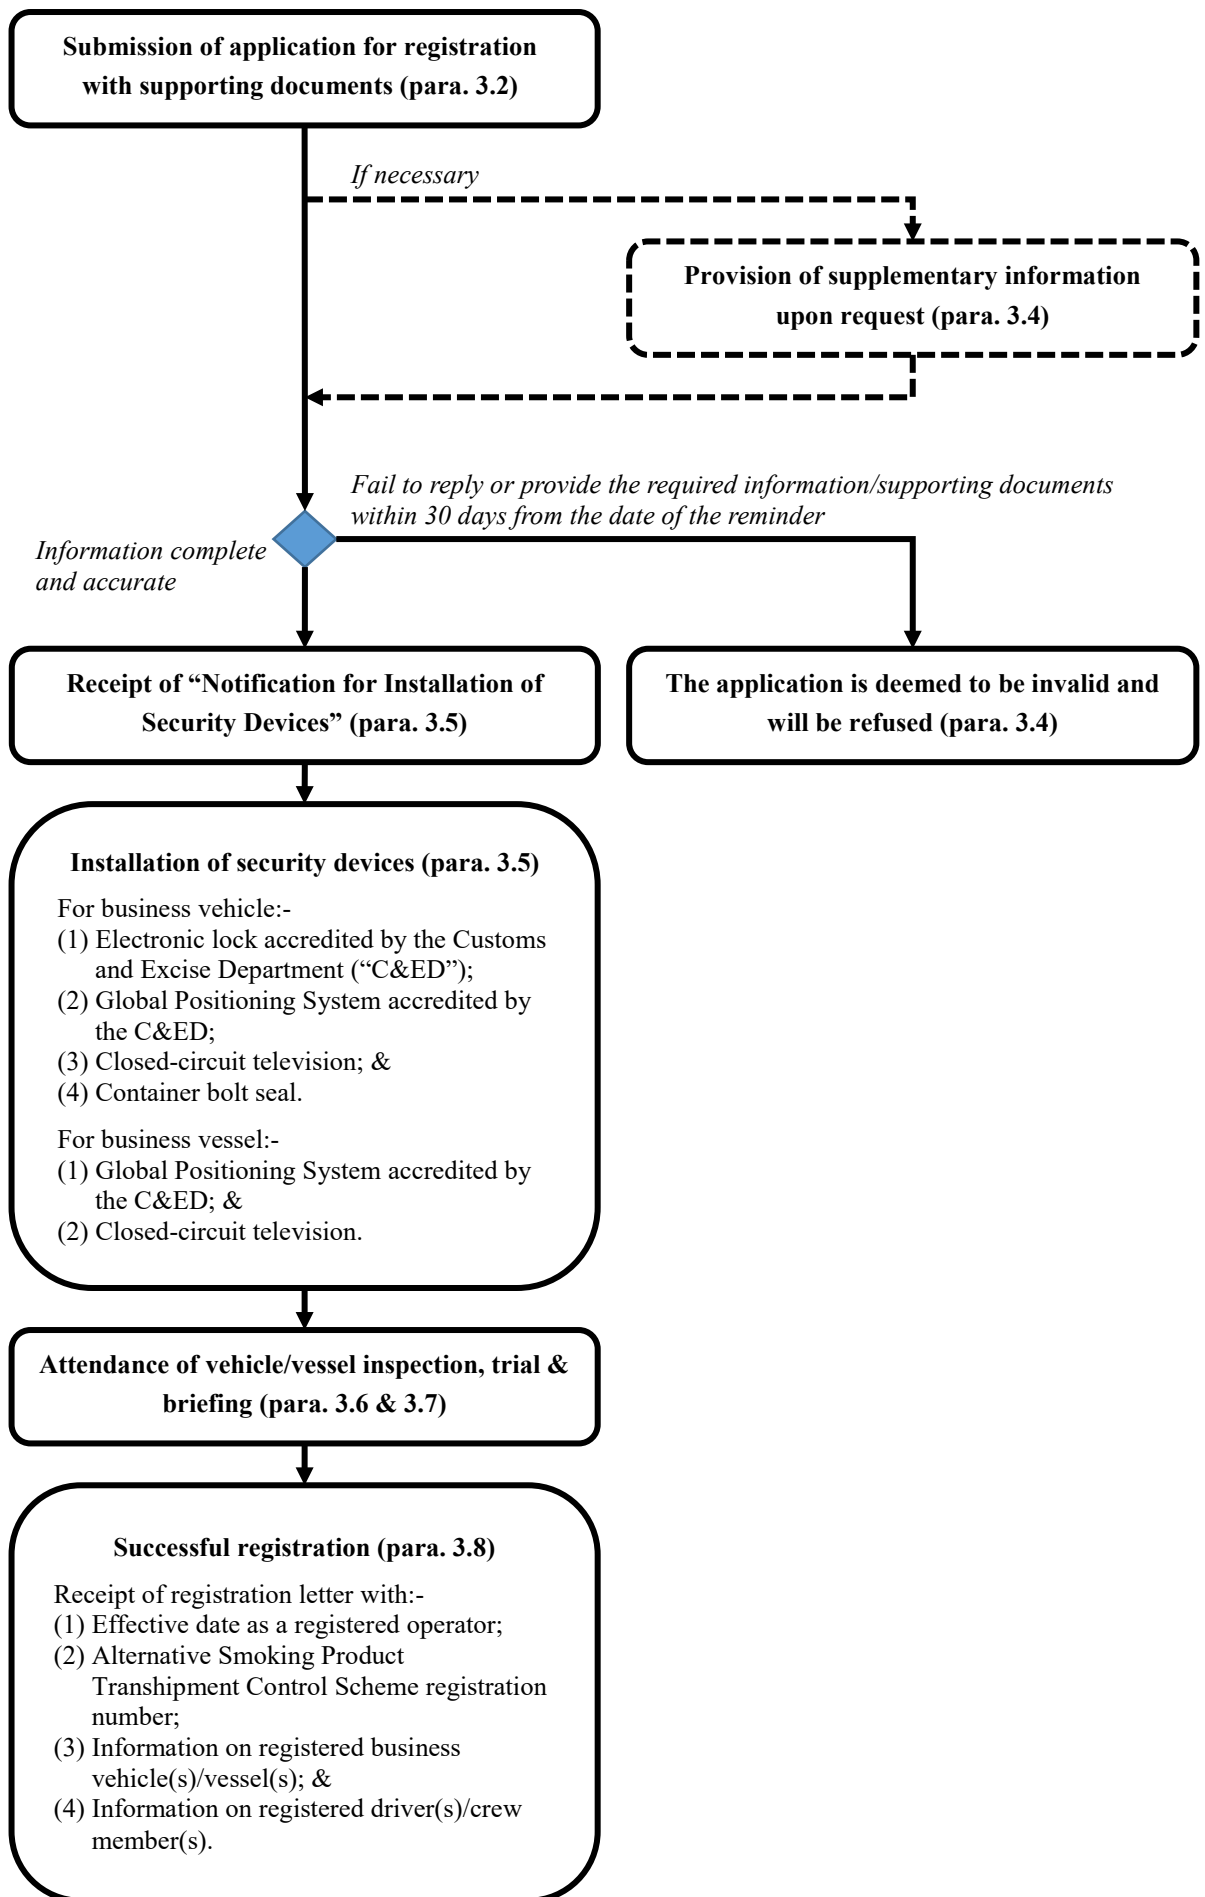 Submission of application for registration
with supporting documents (para. 3.2)
If necessary
Provision of supplementary information
upon request (para. 3.4)
Fail to reply or provide the required information/supporting documents
within 30 days from the date of the reminder
Information complete
and accurate
Receipt of “Notification for Installation of
Security Devices” (para. 3.5)
The application is deemed to be invalid and
will be refused (para. 3.4)
Installation of security devices (para. 3.5)
For business vehicle:-
(1) Electronic lock accredited by the Customs
and Excise Department (“C&ED”);
(2) Global Positioning System accredited by
the C&ED;
(3) Closed-circuit television; &
(4) Container bolt seal.
For business vessel:-
(1) Global Positioning System accredited by
the C&ED; &
(2) Closed-circuit television.
Attendance of vehicle/vessel inspection, trial &
briefing (para. 3.6 & 3.7)
Successful registration (para. 3.8)
Receipt of registration letter with:-
(1) Effective date as a registered operator;
(2) Alternative Smoking Product
Transhipment Control Scheme registration
number;
(3) Information on registered business
vehicle(s)/vessel(s); &
(4) Information on registered driver(s)/crew
member(s).